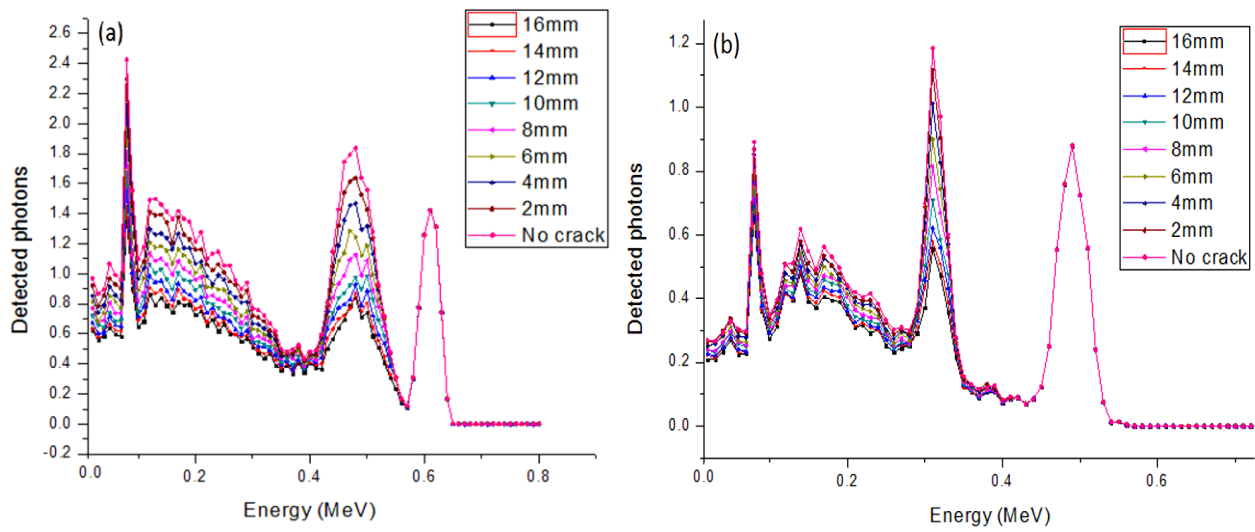 (a)
Detected photons
2.6
2.4
2.2
2.0
1.8
1.6
1.4
1.2
1.0
0.8
0.6
0.4
0.2
0.0
-0.2
0.0 0.2 0.4 0.6 0.8
Energy (MeV)
16mm
14mm
12mm
10mm
8mm
6mm
4mm
2mm
No crack
(b)
Detected photons
1.2
1.0
0.8
0.6
0.4
0.2
0.0
0.0 0.2 0.4 0.6
Energy (MeV)
16mm
14mm
12mm
10mm
8mm
6mm
4mm
2mm
No crack